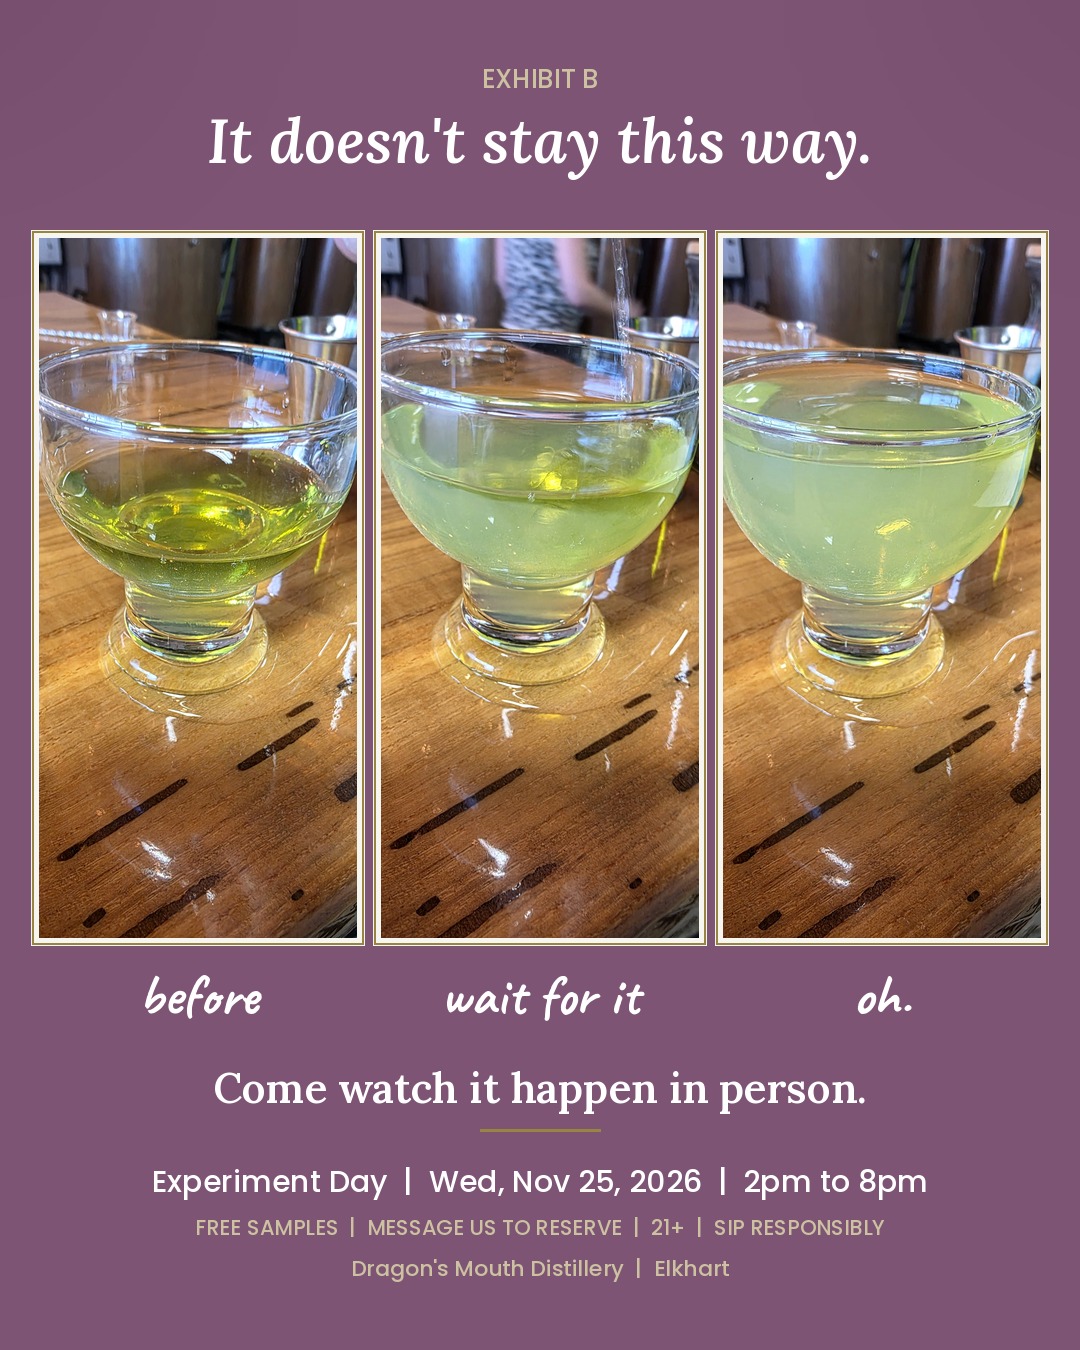 EXHIBIT B
It doesn't stay this way.
before
wait for it
oh.
Come watch it happen in person.
Experiment Day | Wed, Nov 25, 2026 | 2pm to 8pm
FREE SAMPLES | MESSAGE US TO RESERVE | 21+ | SIP RESPONSIBLY
Dragon's Mouth Distillery | Elkhart